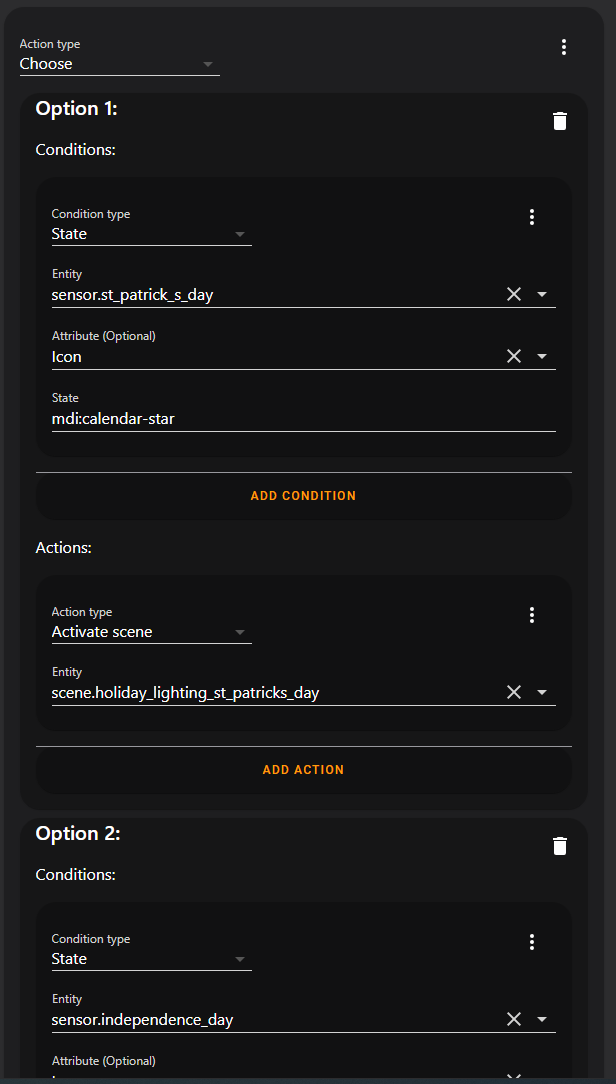 Action type
Choose
Option 1:
Conditions:
Condition type
State
Entity
sensor.st_patrick_s_day
Attribute (Optional)
Icon
State
mdi:calendar-star
ADD CONDITION
Actions:
Action type
Activate scene
Entity
scene.holiday_lighting_st_patricks_day
ADD ACTION
Option 2:
Conditions:
Condition type
State
Entity
sensor.independence_day
Attribute (Optional)